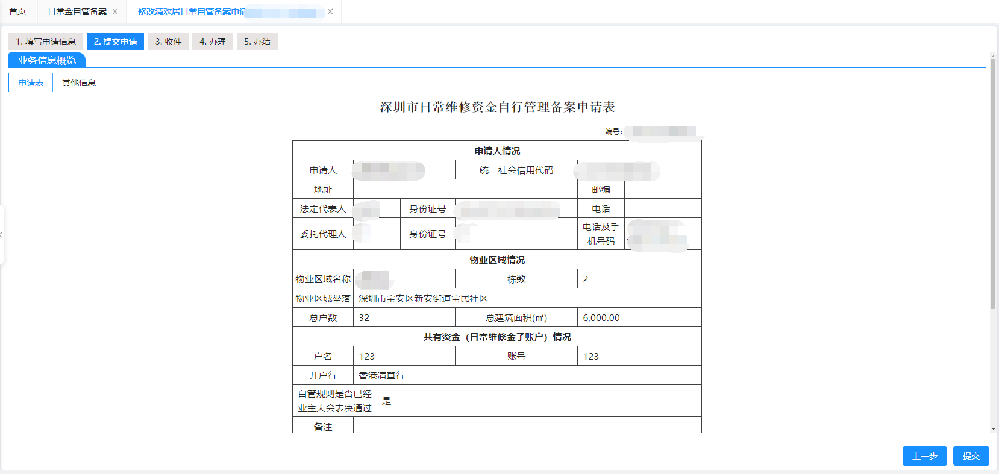 首页 日常金自管备案 修改清欢居日常自管备案申请
1. 填写申请信息 2. 提交申请 3. 收件 4. 办理 5. 办结
业务信息概览
申请表 其他信息
深圳市日常维修资金自行管理备案申请表
编号:
申请人情况
申请人 统一社会信用代码
地址 邮编
法定代表人 身份证号 电话
委托代理人 身份证号 电话及手
机号码
物业区域情况
物业区域名称 栋数 2
物业区域坐落 深圳市宝安区新安街道宝民社区
总户数 32 总建筑面积(㎡) 6,000.00
共有资金（日常维修金子账户）情况
户名 123 账号 123
开户行 香港清算行
自管规则是否已经
业主大会表决通过 是
备注
上一步 提交